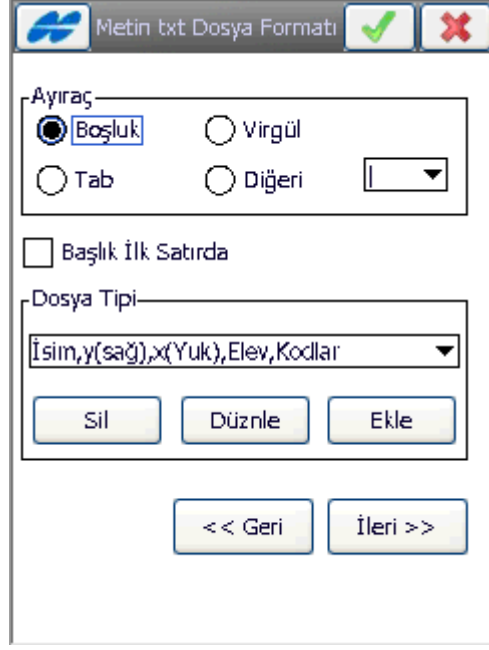 Metin txt Dosya Formatı
Ayıraç
Boşluk Virgül
Tab Diğeri |
Başlık İlk Satırda
Dosya Tipi
İsim,y(sağ),x(Yuk),Elev,Kodlar
Sil Düznle Ekle
<< Geri İleri >>